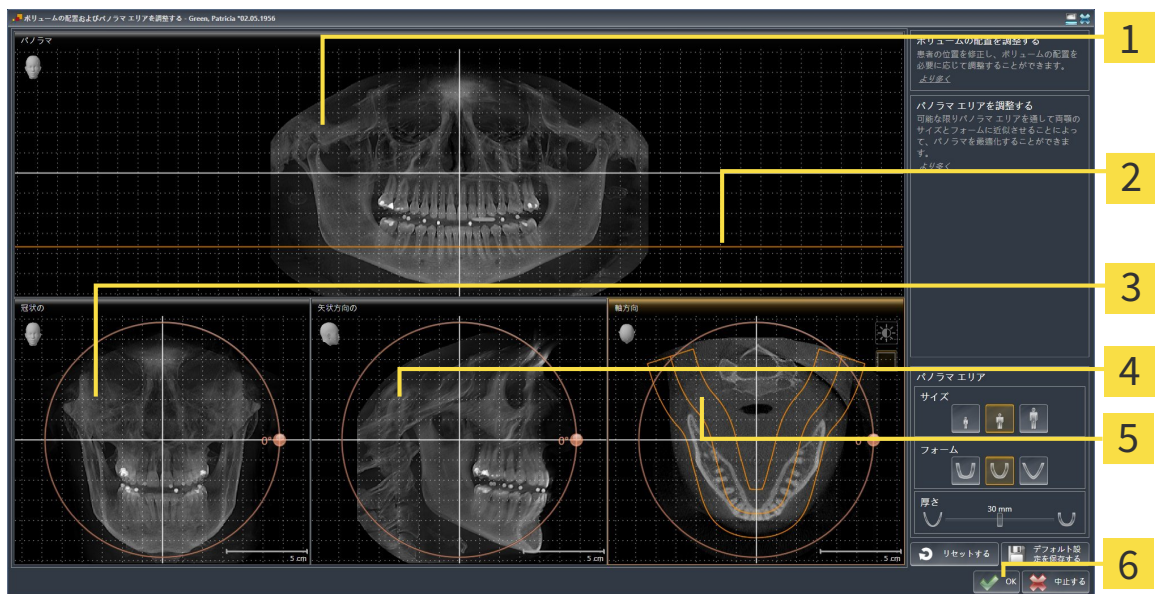 ボリュームの配置およびパノラマ エリアを調整する - Green, Patricia *02.05.1956
パノラマ
1
ボリュームの配置を調整する
患者の位置を修正し、ボリュームの配置を
必要に応じて調整することができます。
より多く
パノラマ エリアを調整する
可能な限りパノラマ エリアを通して両顎の
サイズとフォームに近似させることによっ
て、パノラマを最適化することができま
す。
より多く
2
冠状の
矢状方向の
軸方向
3
4
5
0°
0°
0
5 cm
5 cm
5 cm
パノラマ エリア
サイズ
フォーム
厚さ
30 mm
リセットする
デフォルト設
定を保存する
6
OK
中止する